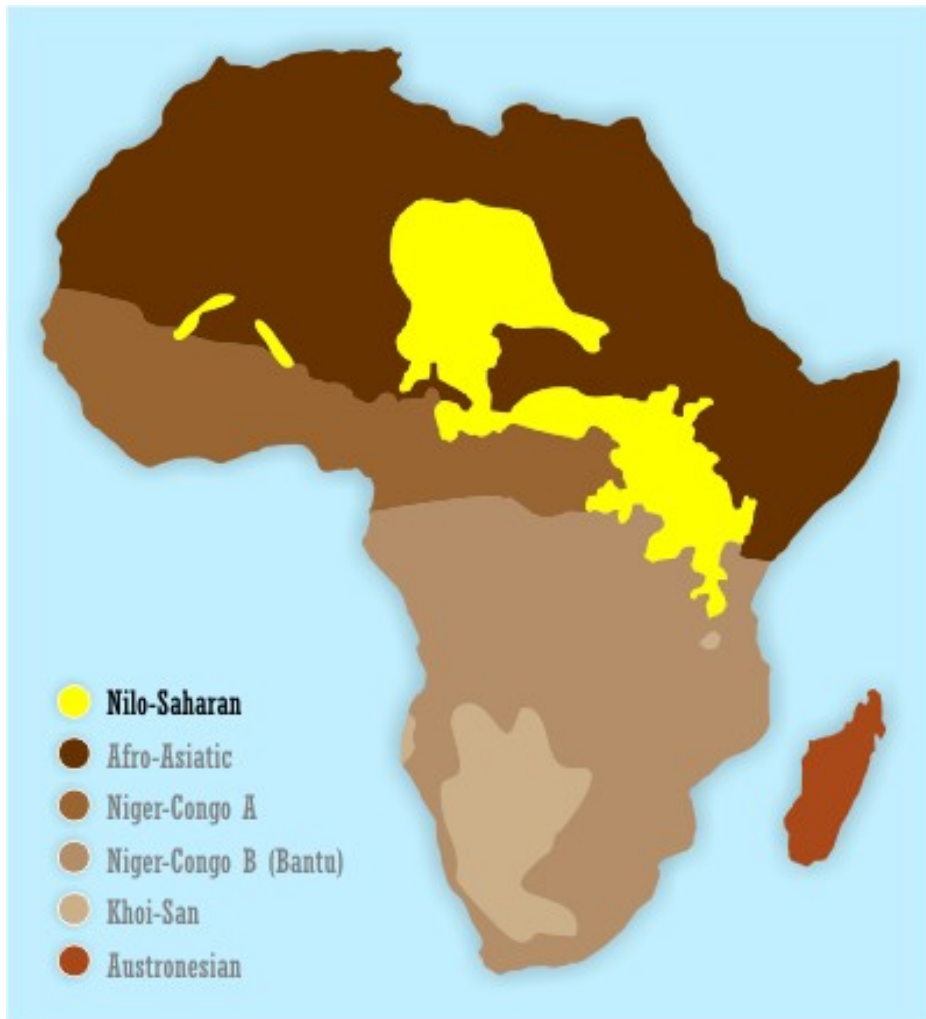 Nilo-Saharan
Afro-Asiatic
Niger-Congo A
Niger-Congo B (Bantu)
Khoi-San
Austronesian